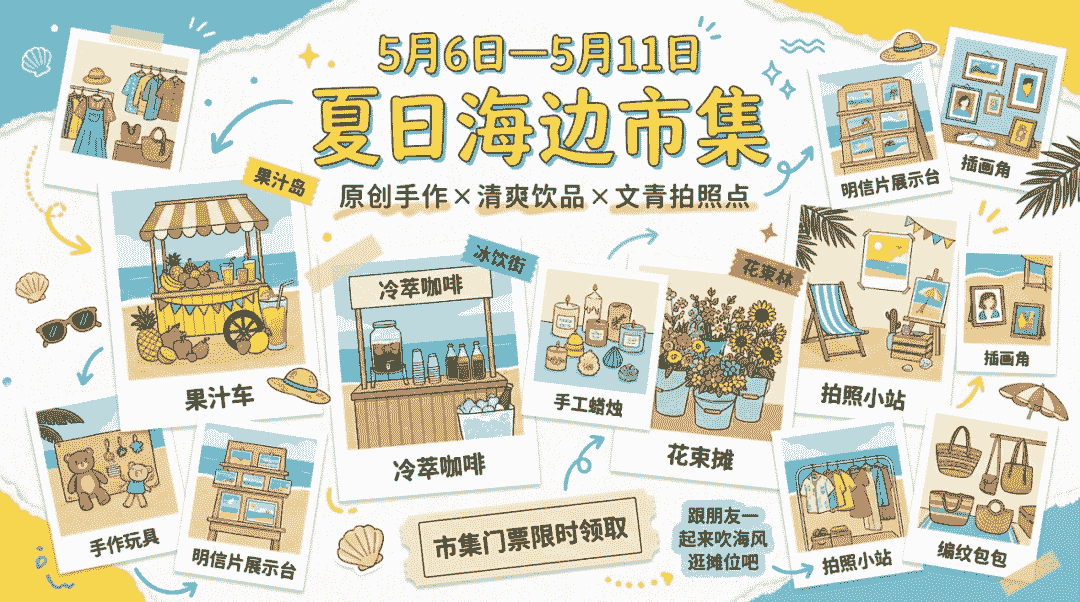 5月6日—5月11日
夏日海边市集
原创手作×清爽饮品×文青拍照点
果汁岛
果汁车
冰饮街
冷萃咖啡
冷萃咖啡
手工蜡烛
花束林
花束摊
明信片展示台
插画角
拍照小站
插画角
手作玩具
明信片展示台
市集门票限时领取
跟朋友一
起来吹海风
逛摊位吧
拍照小站
编纹包包